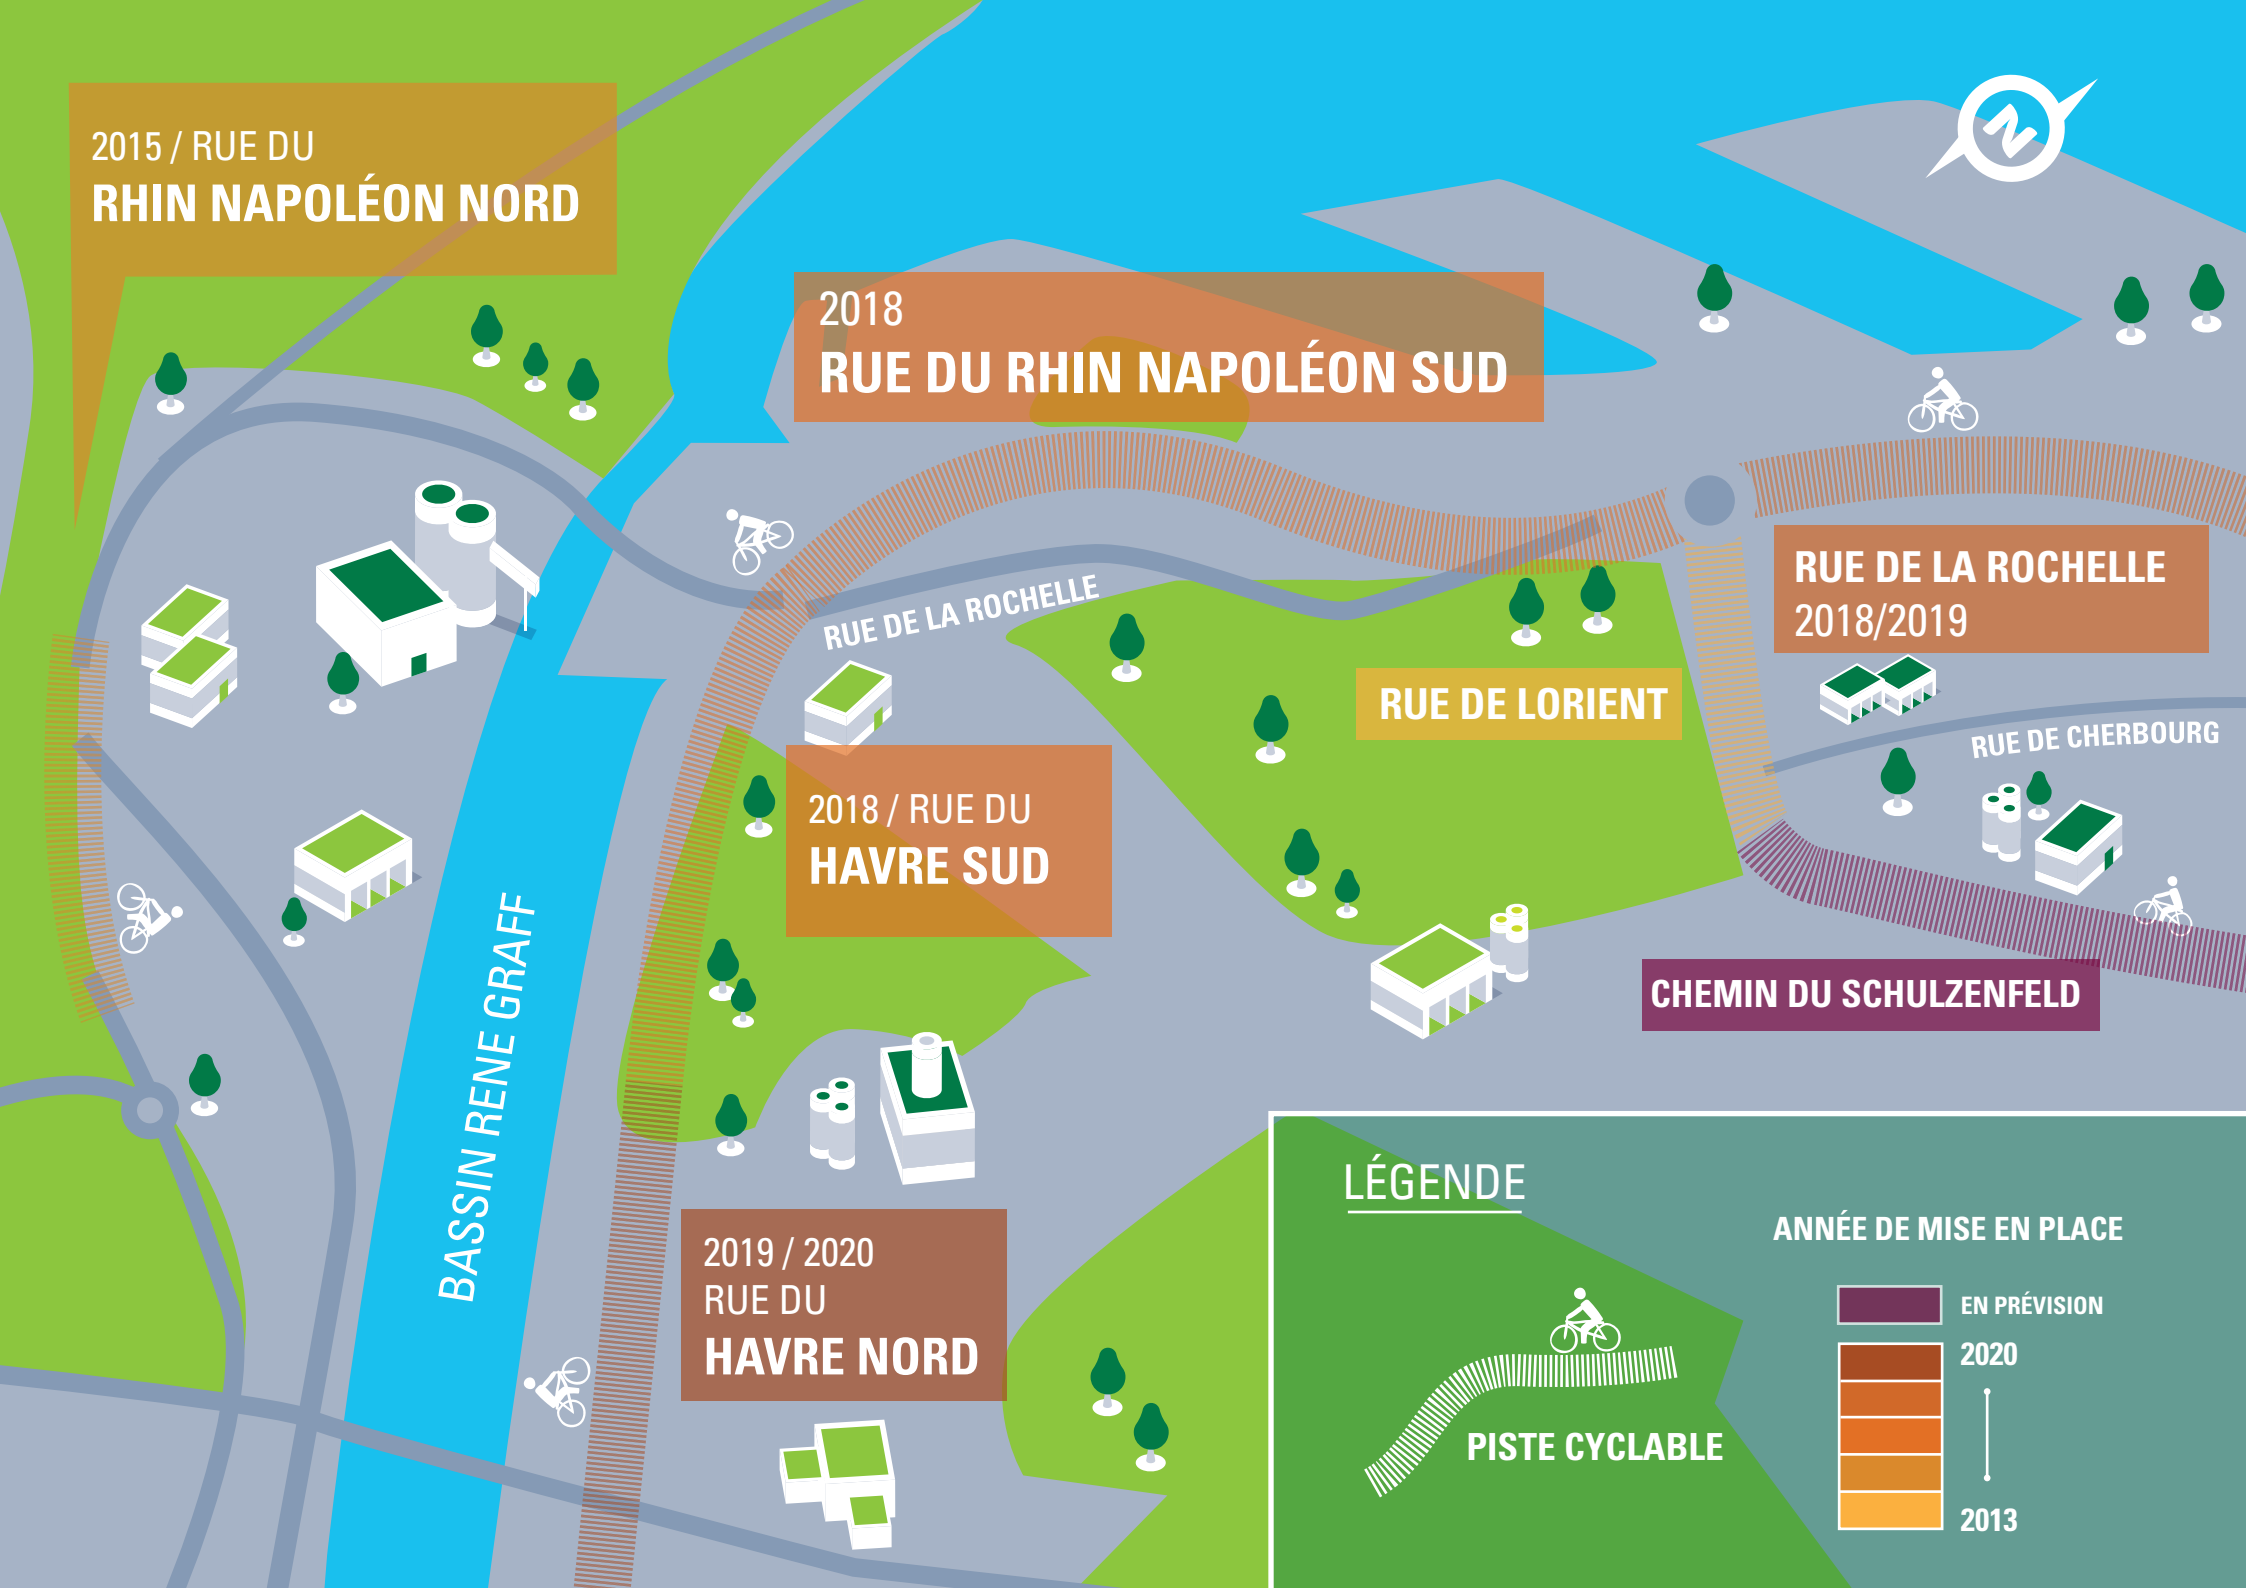 N
2015 / RUE DU
RHIN NAPOLÉON NORD
2018
RUE DU RHIN NAPOLÉON SUD
RUE DE LA ROCHELLE
2018/2019
RUE DE LA ROCHELLE
RUE DE LORIENT
RUE DE CHERBOURG
2018 / RUE DU
HAVRE SUD
BASSIN RENE GRAFF
CHEMIN DU SCHULZENFELD
2019 / 2020
RUE DU
HAVRE NORD
LÉGENDE
ANNÉE DE MISE EN PLACE
EN PRÉVISION
2020
2013
PISTE CYCLABLE